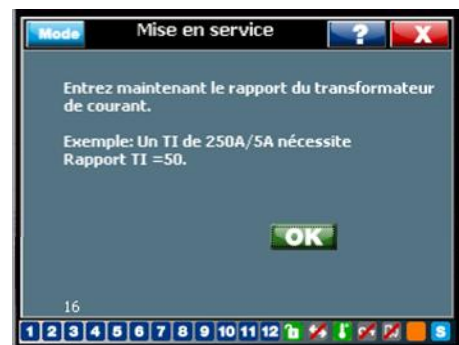 Mode Mise en service ? X
Entrez maintenant le rapport du transformateur
de courant.
Exemple: Un TI de 250A/5A nécessite
Rapport TI =50.
OK
16
1 2 3 4 5 6 7 8 9 10 11 12 S